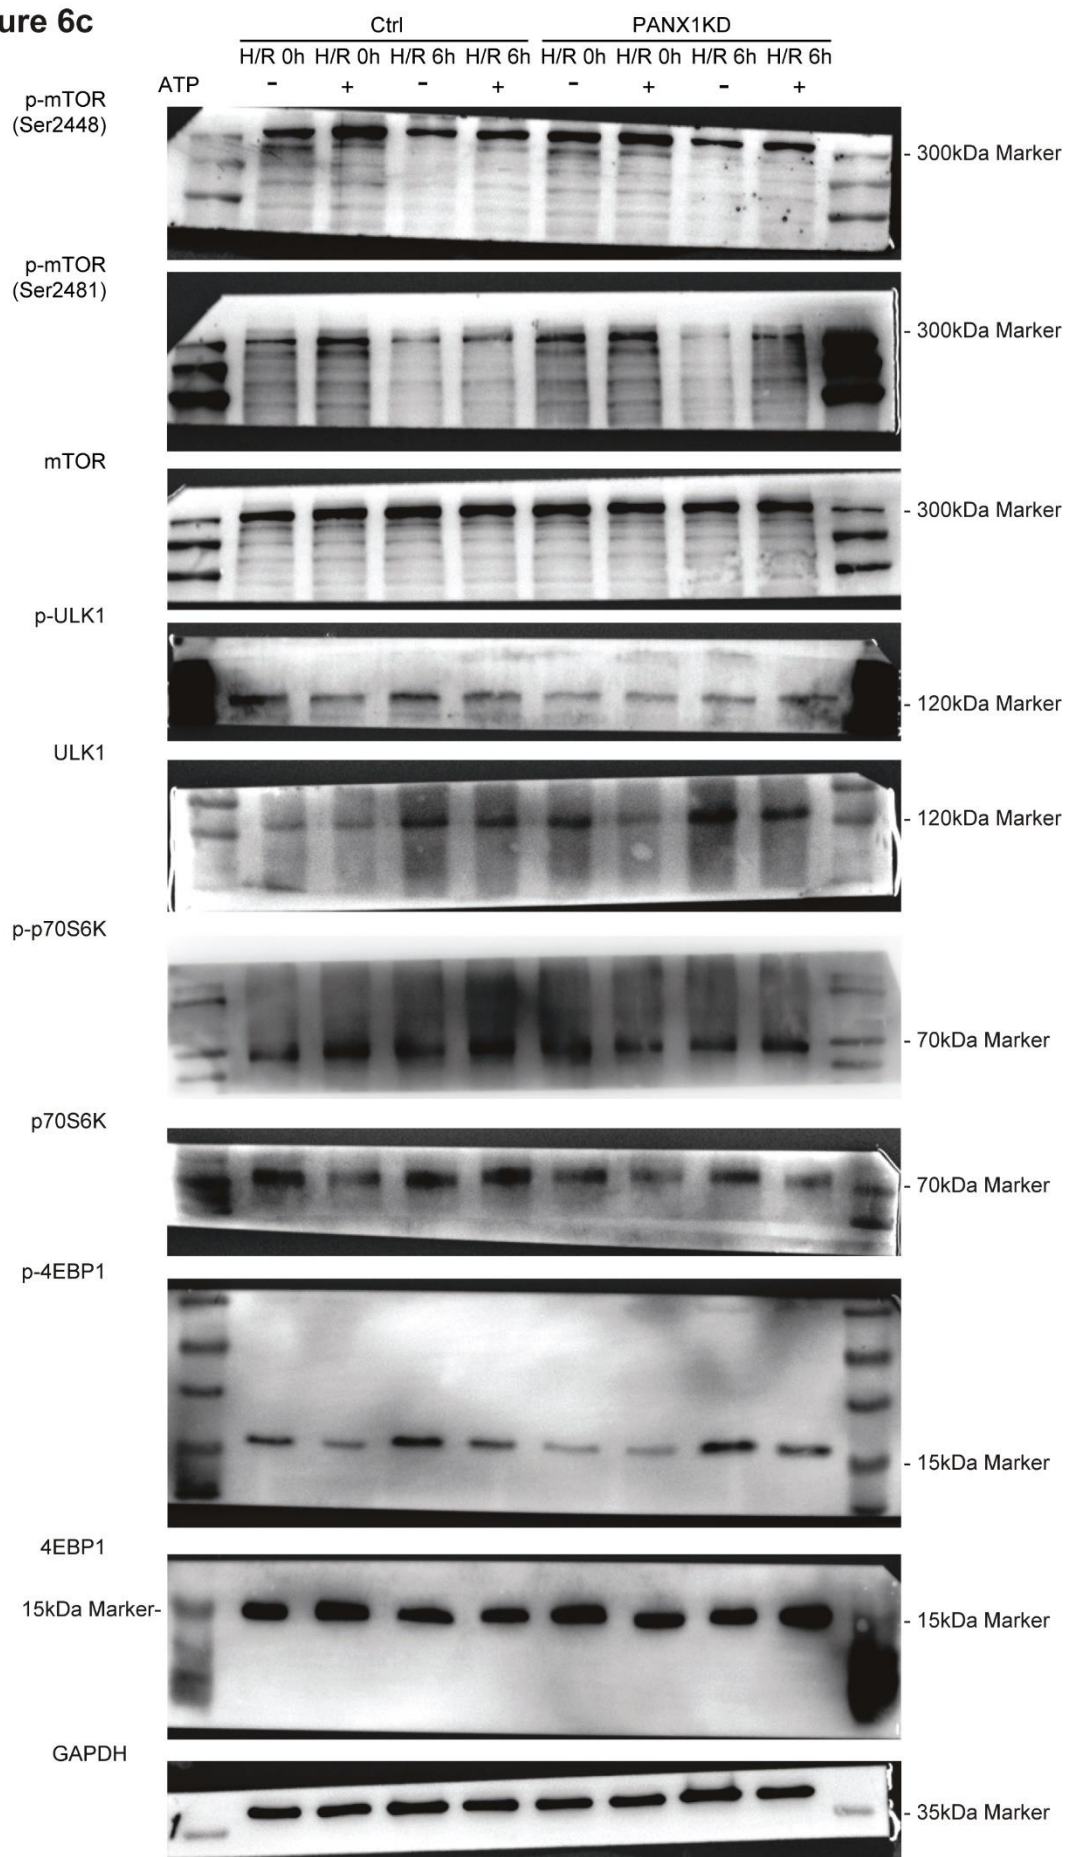 ure 6c
Ctrl PANX1KD
H/R 0h H/R 0h H/R 6h H/R 6h H/R 0h H/R 0h H/R 6h H/R 6h
ATP - + - + - + - +
p-mTOR
(Ser2448)
- 300kDa Marker
p-mTOR
(Ser2481)
- 300kDa Marker
mTOR
- 300kDa Marker
p-ULK1
- 120kDa Marker
ULK1
- 120kDa Marker
p-p70S6K
- 70kDa Marker
p70S6K
- 70kDa Marker
p-4EBP1
- 15kDa Marker
4EBP1
15kDa Marker- - 15kDa Marker
GAPDH
- 35kDa Marker